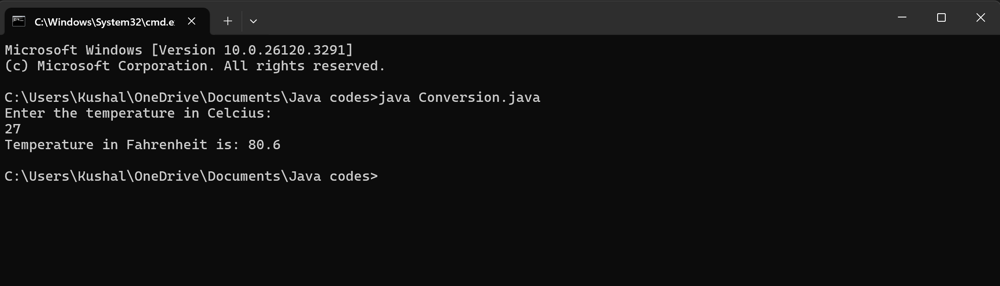 C:\Windows\System32\cmd.e
Microsoft Windows [Version 10.0.26120.3291]
(c) Microsoft Corporation. All rights reserved.
C:\Users\Kushal\OneDrive\Documents\Java codes>java Conversion.java
Enter the temperature in Celcius:
27
Temperature in Fahrenheit is: 80.6
C:\Users\Kushal\OneDrive\Documents\Java codes>